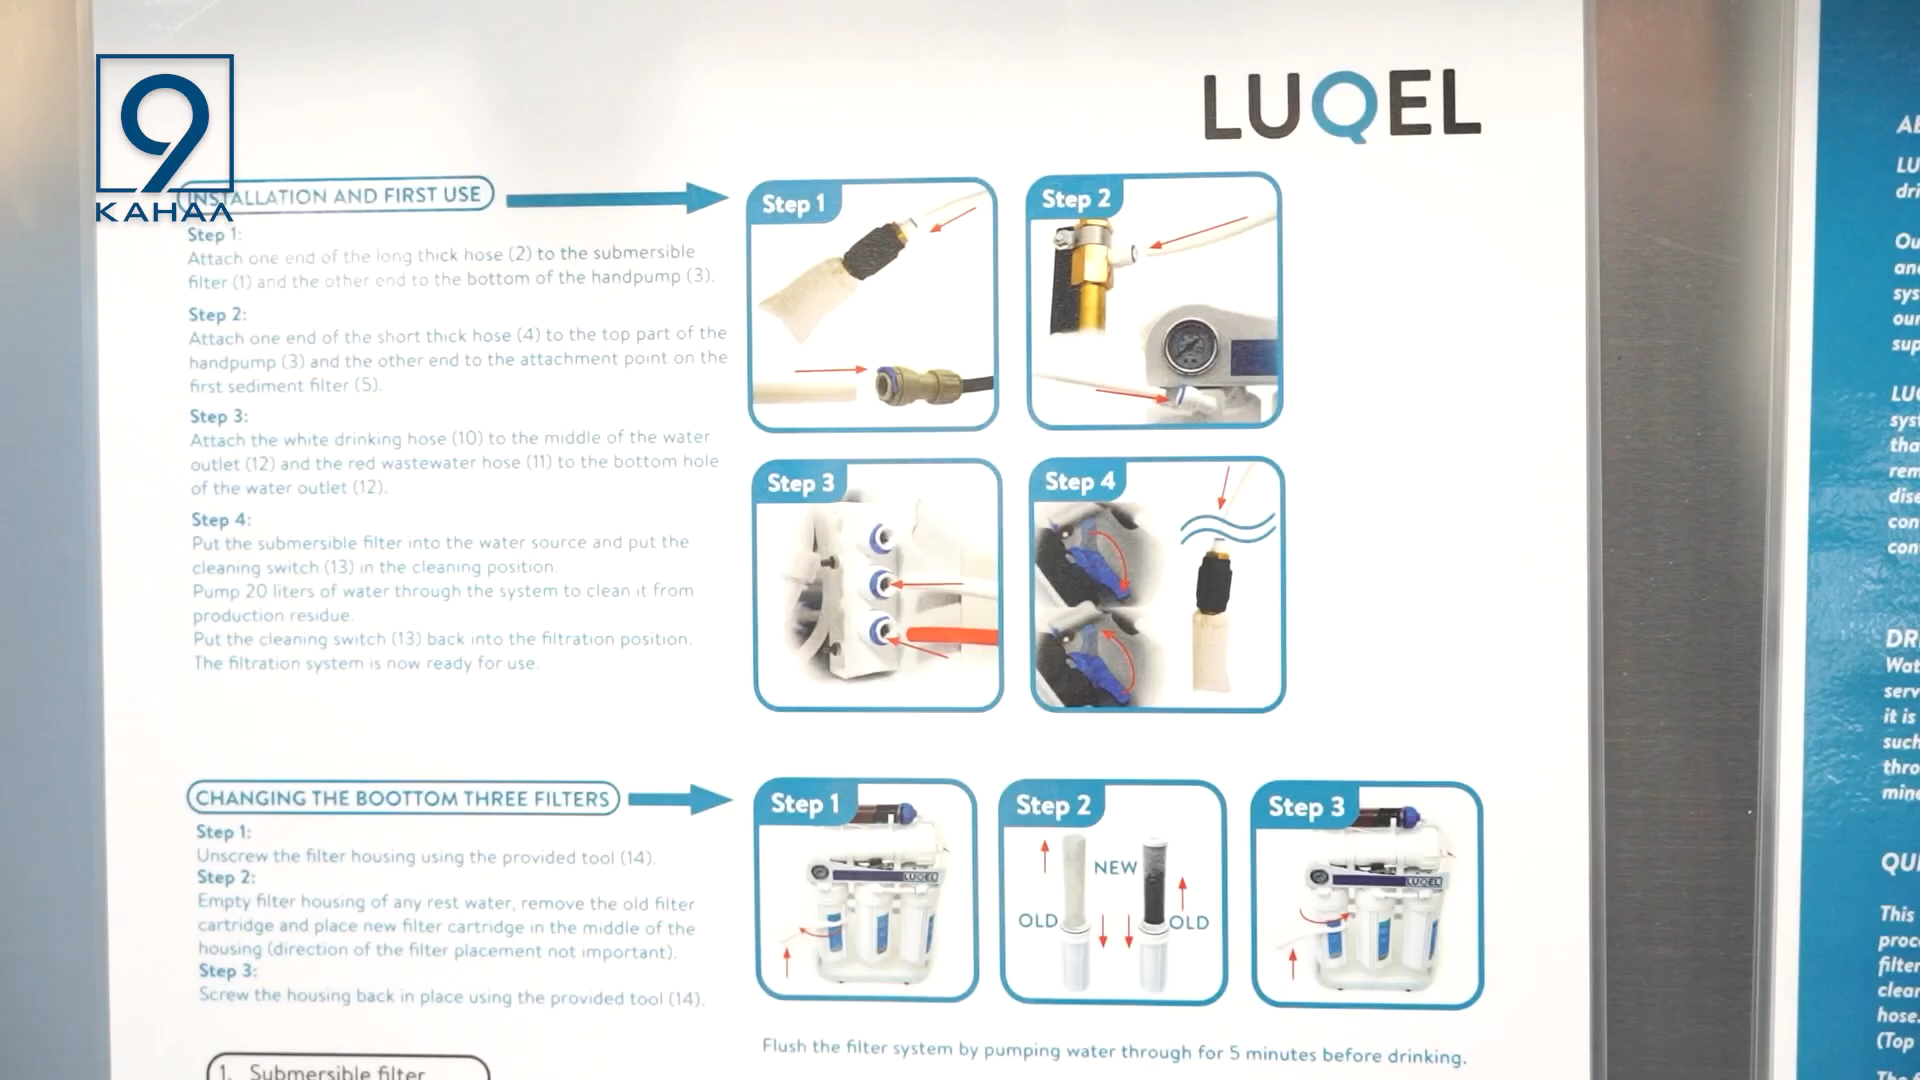 9
КАНАЛ
LUQEL
INSTALLATION AND FIRST USE
Step 1:
Attach one end of the long thick hose (2) to the submersible
filter (1) and the other end to the bottom of the handpump (3).
Step 2:
Attach one end of the short thick hose (4) to the top part of the
handpump (3) and the other end to the attachment point on the
first sediment filter (5).
Step 3:
Attach the white drinking hose (10) to the middle of the water
outlet (12) and the red wastewater hose (11) to the bottom hole
of the water outlet (12).
Step 4:
Put the submersible filter into the water source and put the
cleaning switch (13) in the cleaning position.
Pump 20 liters of water through the system to clean it from
production residue.
Put the cleaning switch (13) back into the filtration position.
The filtration system is now ready for use.
Step 1
Step 2
Step 3
Step 4
CHANGING THE BOOTTOM THREE FILTERS
Step 1:
Unscrew the filter housing using the provided tool (14).
Step 2:
Empty filter housing of any rest water, remove the old filter
cartridge and place new filter cartridge in the middle of the
housing (direction of the filter placement not important).
Step 3:
Screw the housing back in place using the provided tool (14).
Step 1
LUQEL
Step 2
NEW
OLD
OLD
Step 3
LUQEL
Flush the filter system by pumping water through for 5 minutes before drinking.
1. Submersible filter
LU
it is
such
This
hose.
(Top